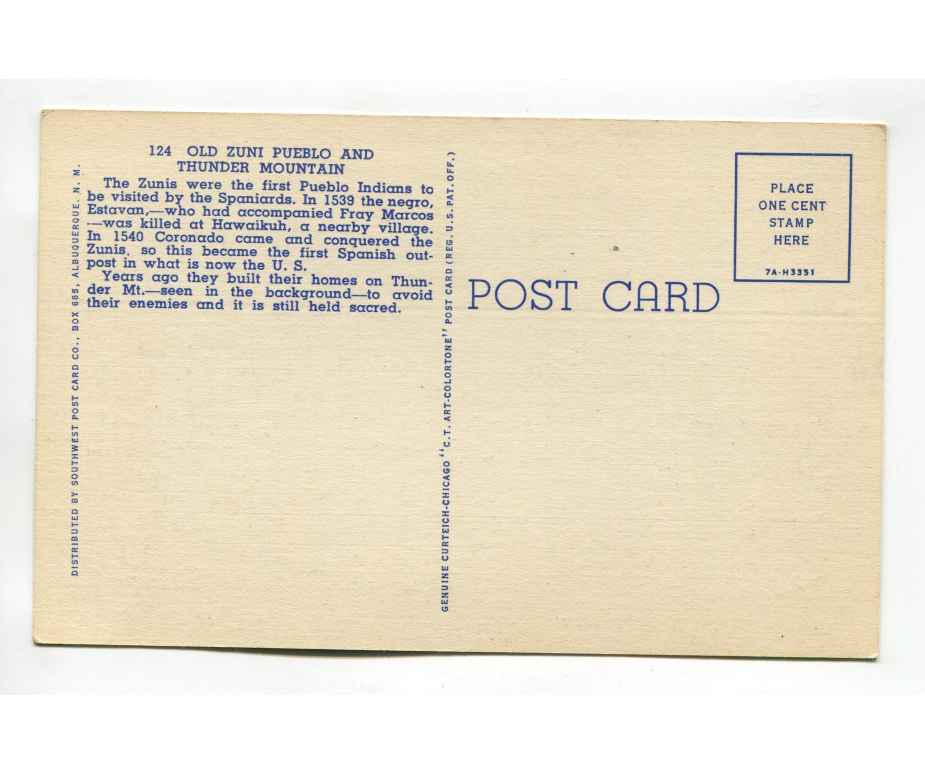 124 OLD ZUNI PUEBLO AND
THUNDER MOUNTAIN
The Zunis were the first Pueblo Indians to
be visited by the Spaniards. In 1539 the negro,
Estavan,—who had accompanied Fray Marcos
—was killed at Hawaikuh, a nearby village.
In 1540 Coronado came and conquered the
Zunis, so this became the first Spanish out-
post in what is now the U. S.
Years ago they built their homes on Thun-
der Mt.—seen in the background—to avoid
their enemies and it is still held sacred.
DISTRIBUTED BY SOUTHWEST POST CARD CO., BOX 685, ALBUQUERQUE, N. M.
GENUINE CURTEICH-CHICAGO "C.T. ART-COLORTONE" POST CARD (REG. U.S. PAT. OFF.)
POST CARD
PLACE
ONE CENT
STAMP
HERE
7A-H3351